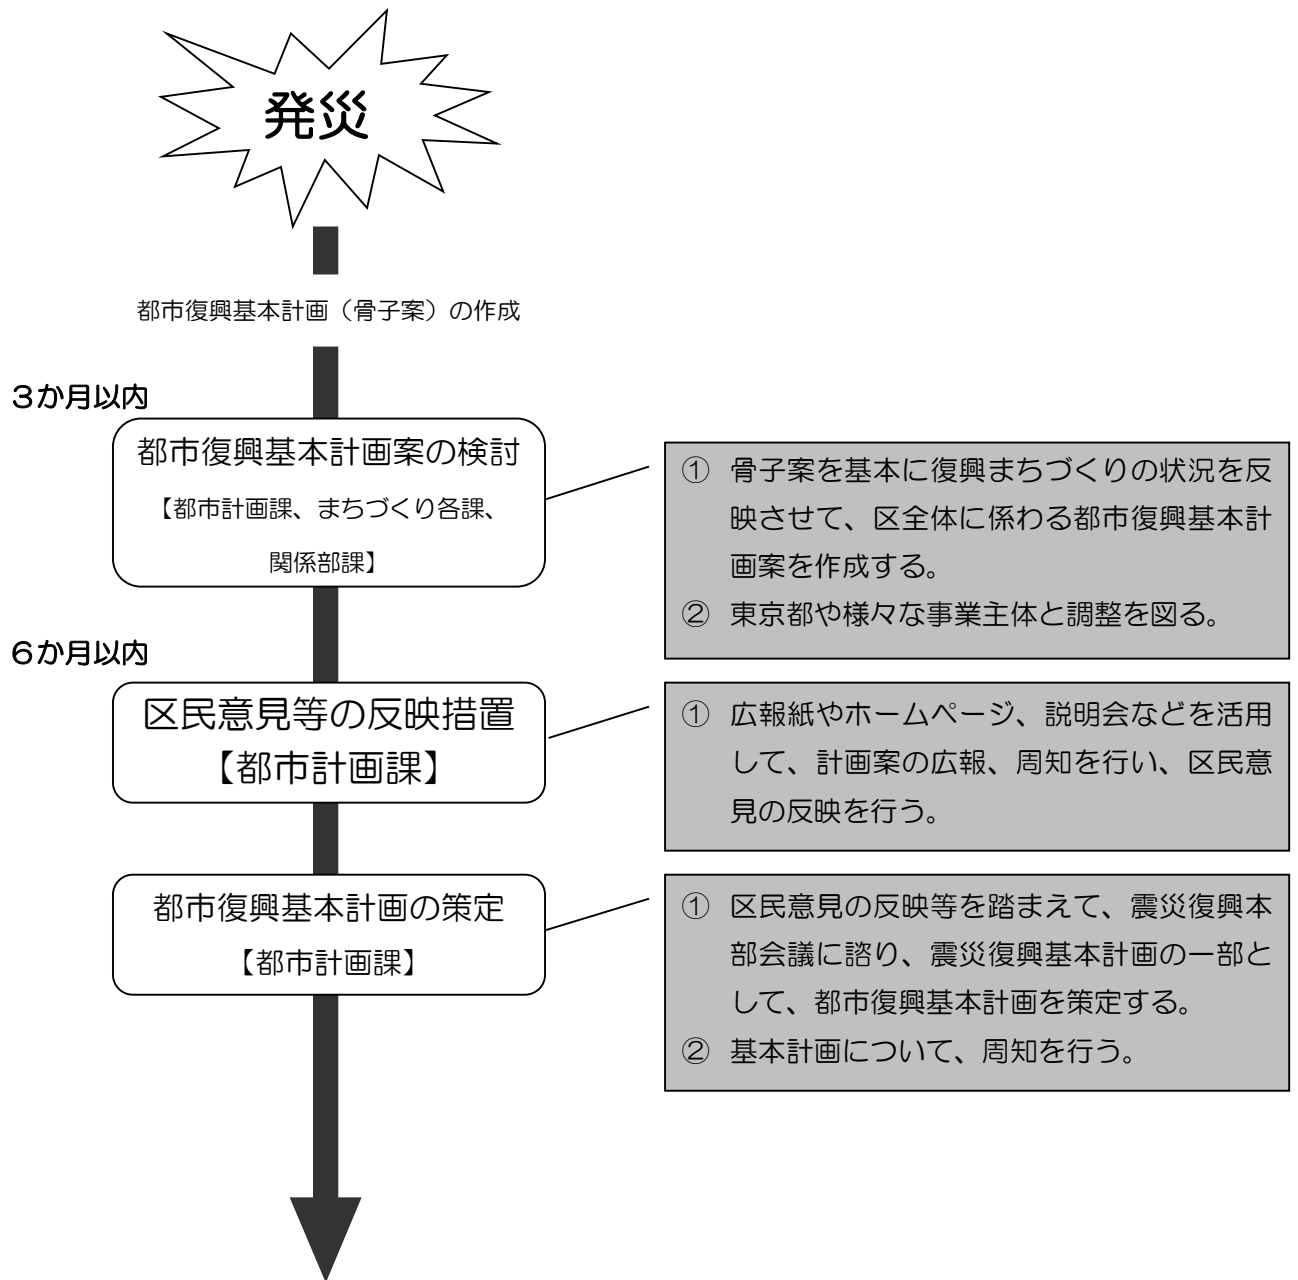 発災
都市復興基本計画（骨子案）の作成
３か月以内
都市復興基本計画案の検討
【都市計画課、まちづくり各課、
関係部課】
① 骨子案を基本に復興まちづくりの状況を反
映させて、区全体に係わる都市復興基本計
画案を作成する。
② 東京都や様々な事業主体と調整を図る。
６か月以内
区民意見等の反映措置
【都市計画課】
① 広報紙やホームページ、説明会などを活用
して、計画案の広報、周知を行い、区民意
見の反映を行う。
都市復興基本計画の策定
【都市計画課】
① 区民意見の反映等を踏まえて、震災復興本
部会議に諮り、震災復興基本計画の一部と
して、都市復興基本計画を策定する。
② 基本計画について、周知を行う。